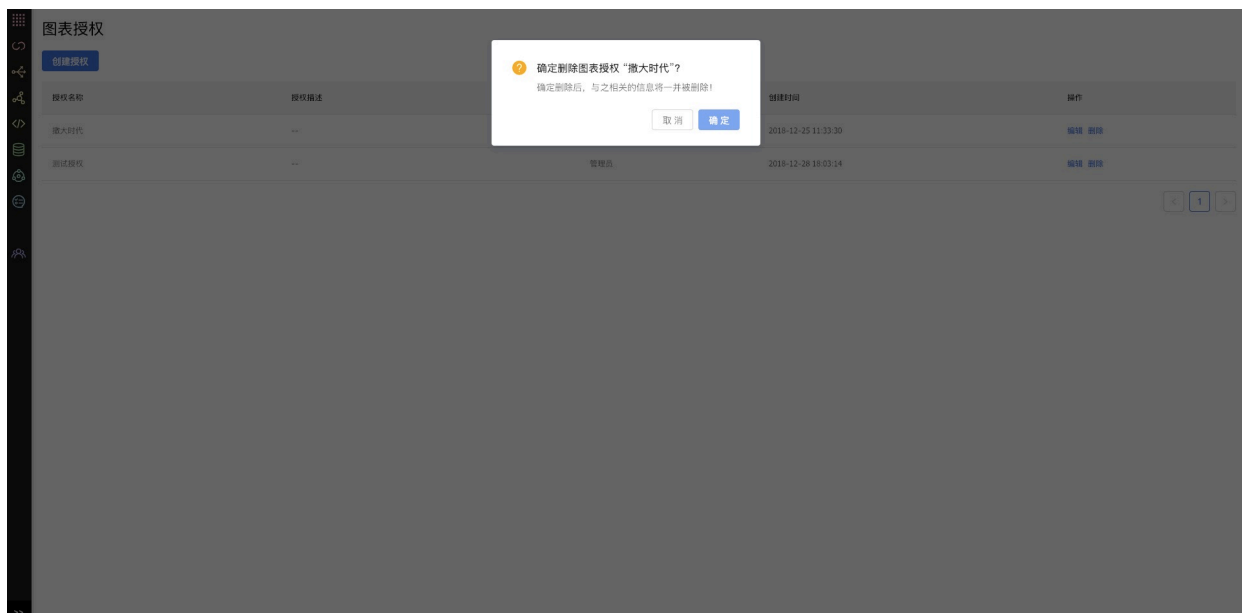 图表授权
创建授权
确定删除图表授权 “撒大时代”?
确定删除后，与之相关的信息将一并被删除!
取 消 确 定
授权名称 授权描述 创建时间 操作
撒大时代 -- 2018-12-25 11:33:30 编辑 删除
测试授权 -- 管理员 2018-12-28 18:03:14 编辑 删除
< 1 >